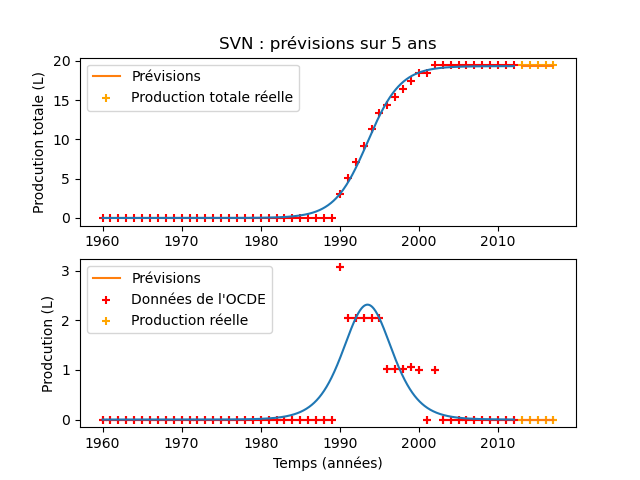 SVN : prévisions sur 5 ans
Prodcution totale (L)
20
15
10
5
0
Prévisions
Production totale réelle
1960 1970 1980 1990 2000 2010
Prodcution (L)
3
2
1
0
Prévisions
Données de l'OCDE
Production réelle
1960 1970 1980 1990 2000 2010
Temps (années)